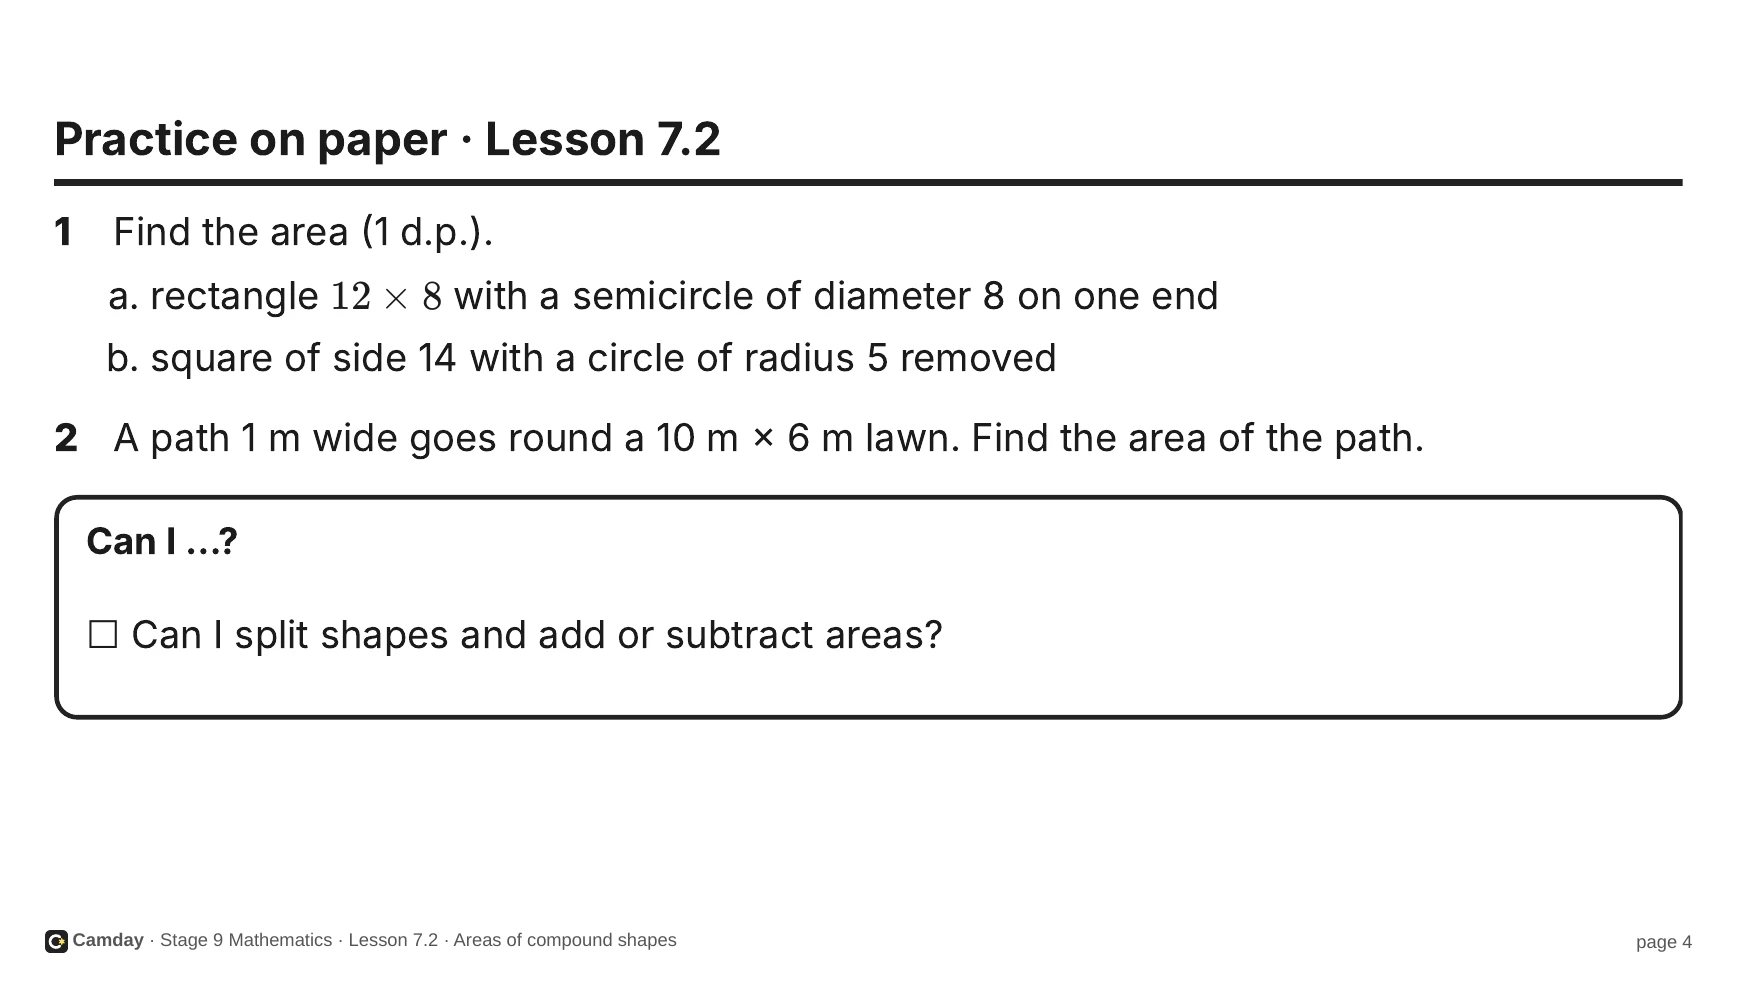 Practice on paper · Lesson 7.2
1 Find the area (1 d.p.).
a. rectangle 12 × 8 with a semicircle of diameter 8 on one end
b. square of side 14 with a circle of radius 5 removed
2 A path 1 m wide goes round a 10 m × 6 m lawn. Find the area of the path.
Can I …?
☐ Can I split shapes and add or subtract areas?
Camday · Stage 9 Mathematics · Lesson 7.2 · Areas of compound shapes
page 4